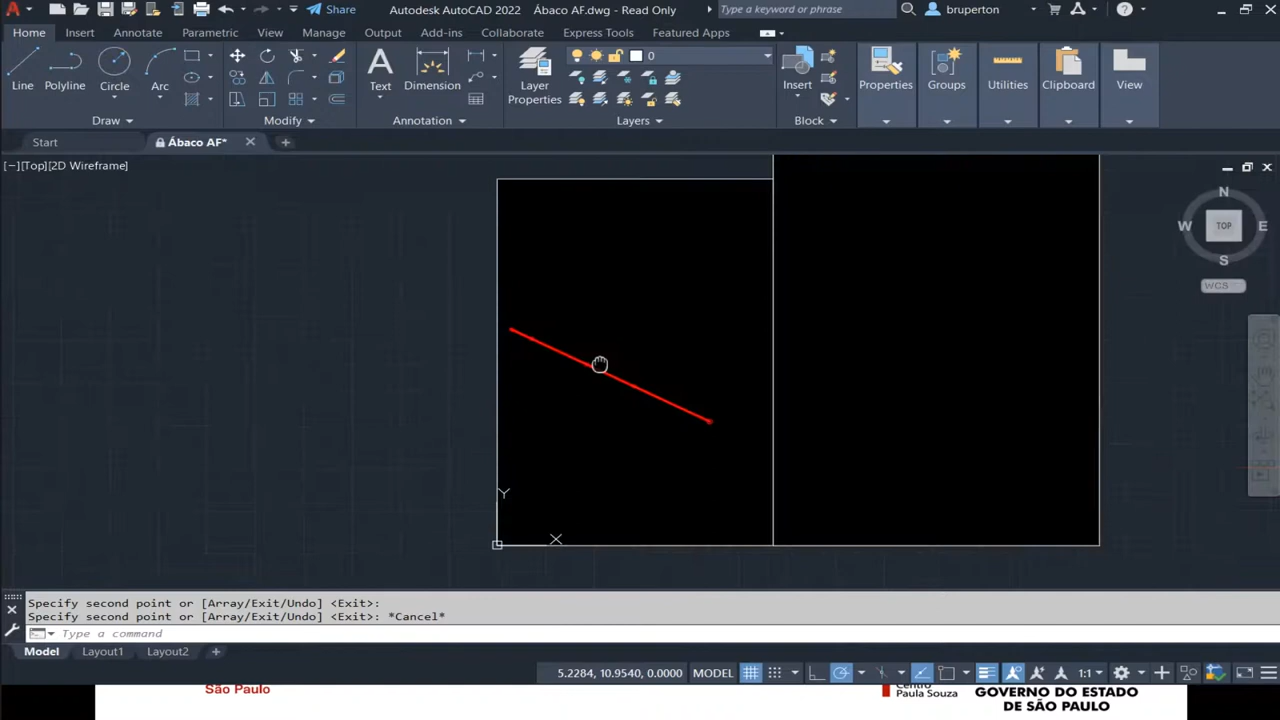 Share
Autodesk AutoCAD 2022 Ábaco AF.dwg - Read Only
Type a keyword or phrase
bruperton
Home Insert Annotate Parametric View Manage Output Add-ins Collaborate Express Tools Featured Apps
0
Line Polyline Circle Arc Text Dimension Layer Properties Insert Properties Groups Utilities Clipboard View
Draw Modify Annotation Layers Block
Start Ábaco AF*
[−][Top][2D Wireframe]
N
W TOP E
S
WCS
Y
X
Specify second point or [Array/Exit/Undo] <Exit>:
Specify second point or [Array/Exit/Undo] <Exit>: *Cancel*
Type a command
Model Layout1 Layout2
5.2284, 10.9540, 0.0000 MODEL 1:1
São Paulo
Centro
Paula Souza
GOVERNO DO ESTADO
DE SÃO PAULO